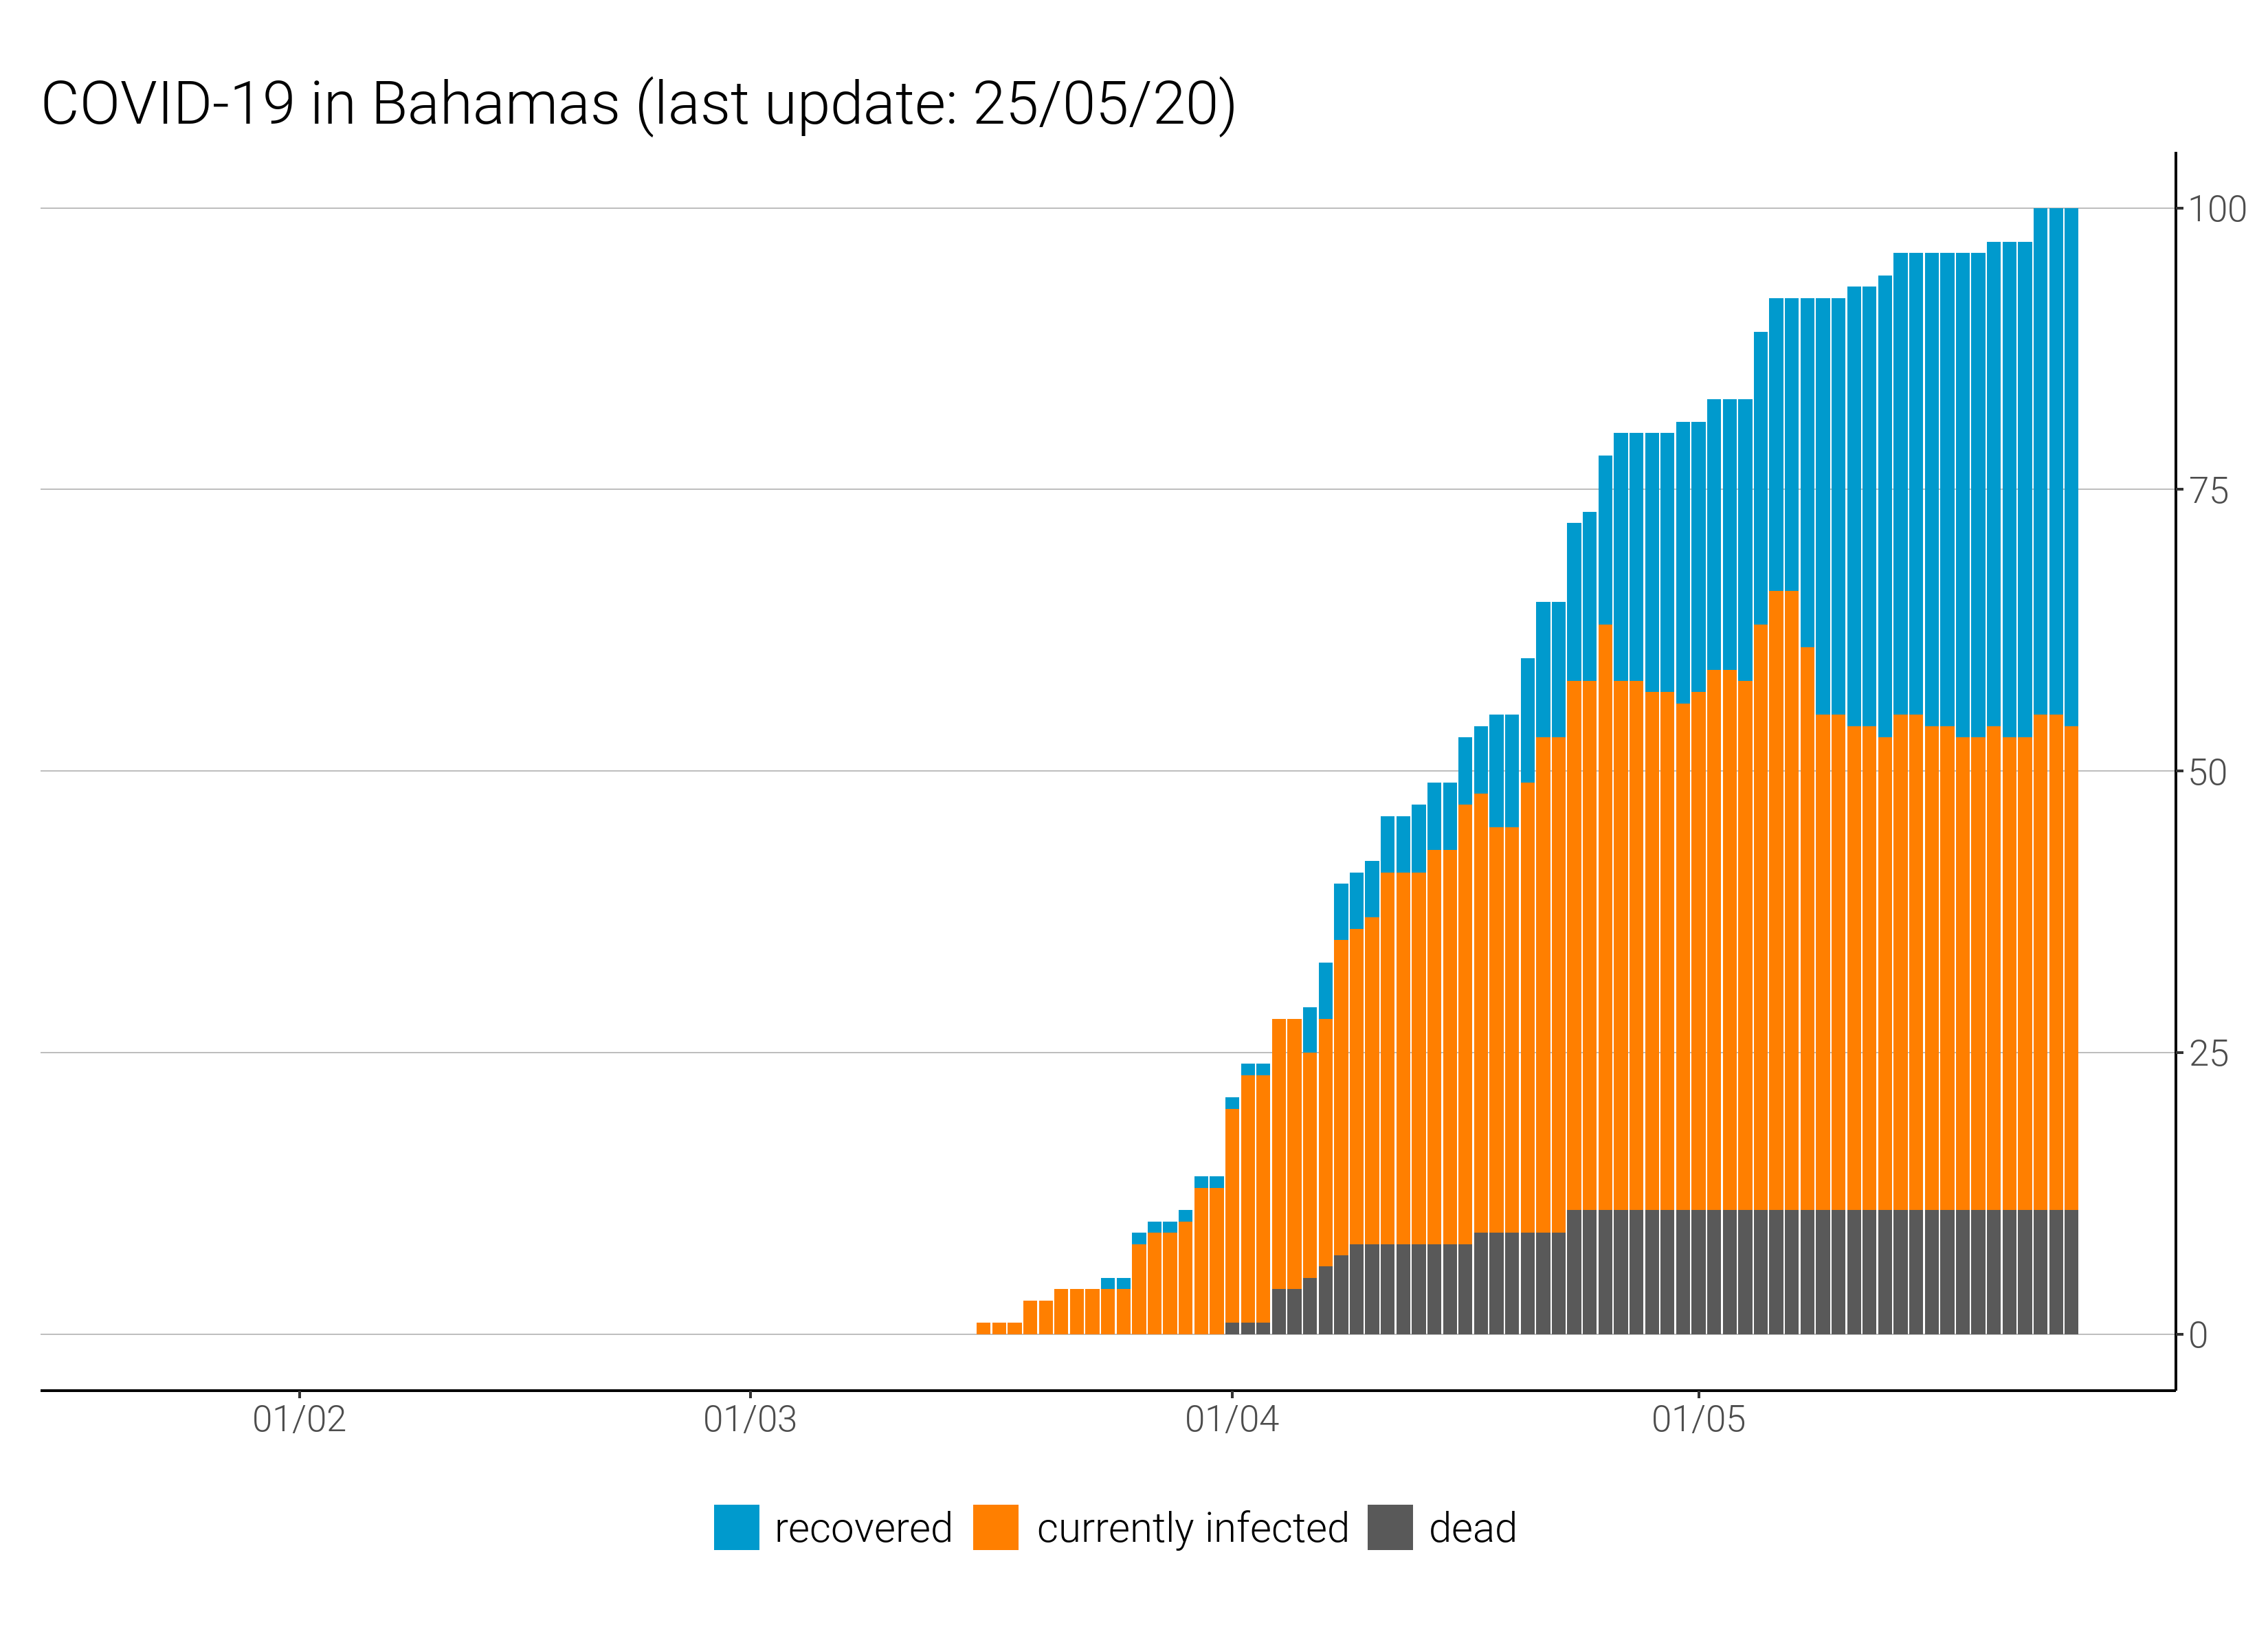 COVID-19 in Bahamas (last update: 25/05/20)
100
75
50
25
0
01/02 01/03 01/04 01/05
recovered currently infected dead